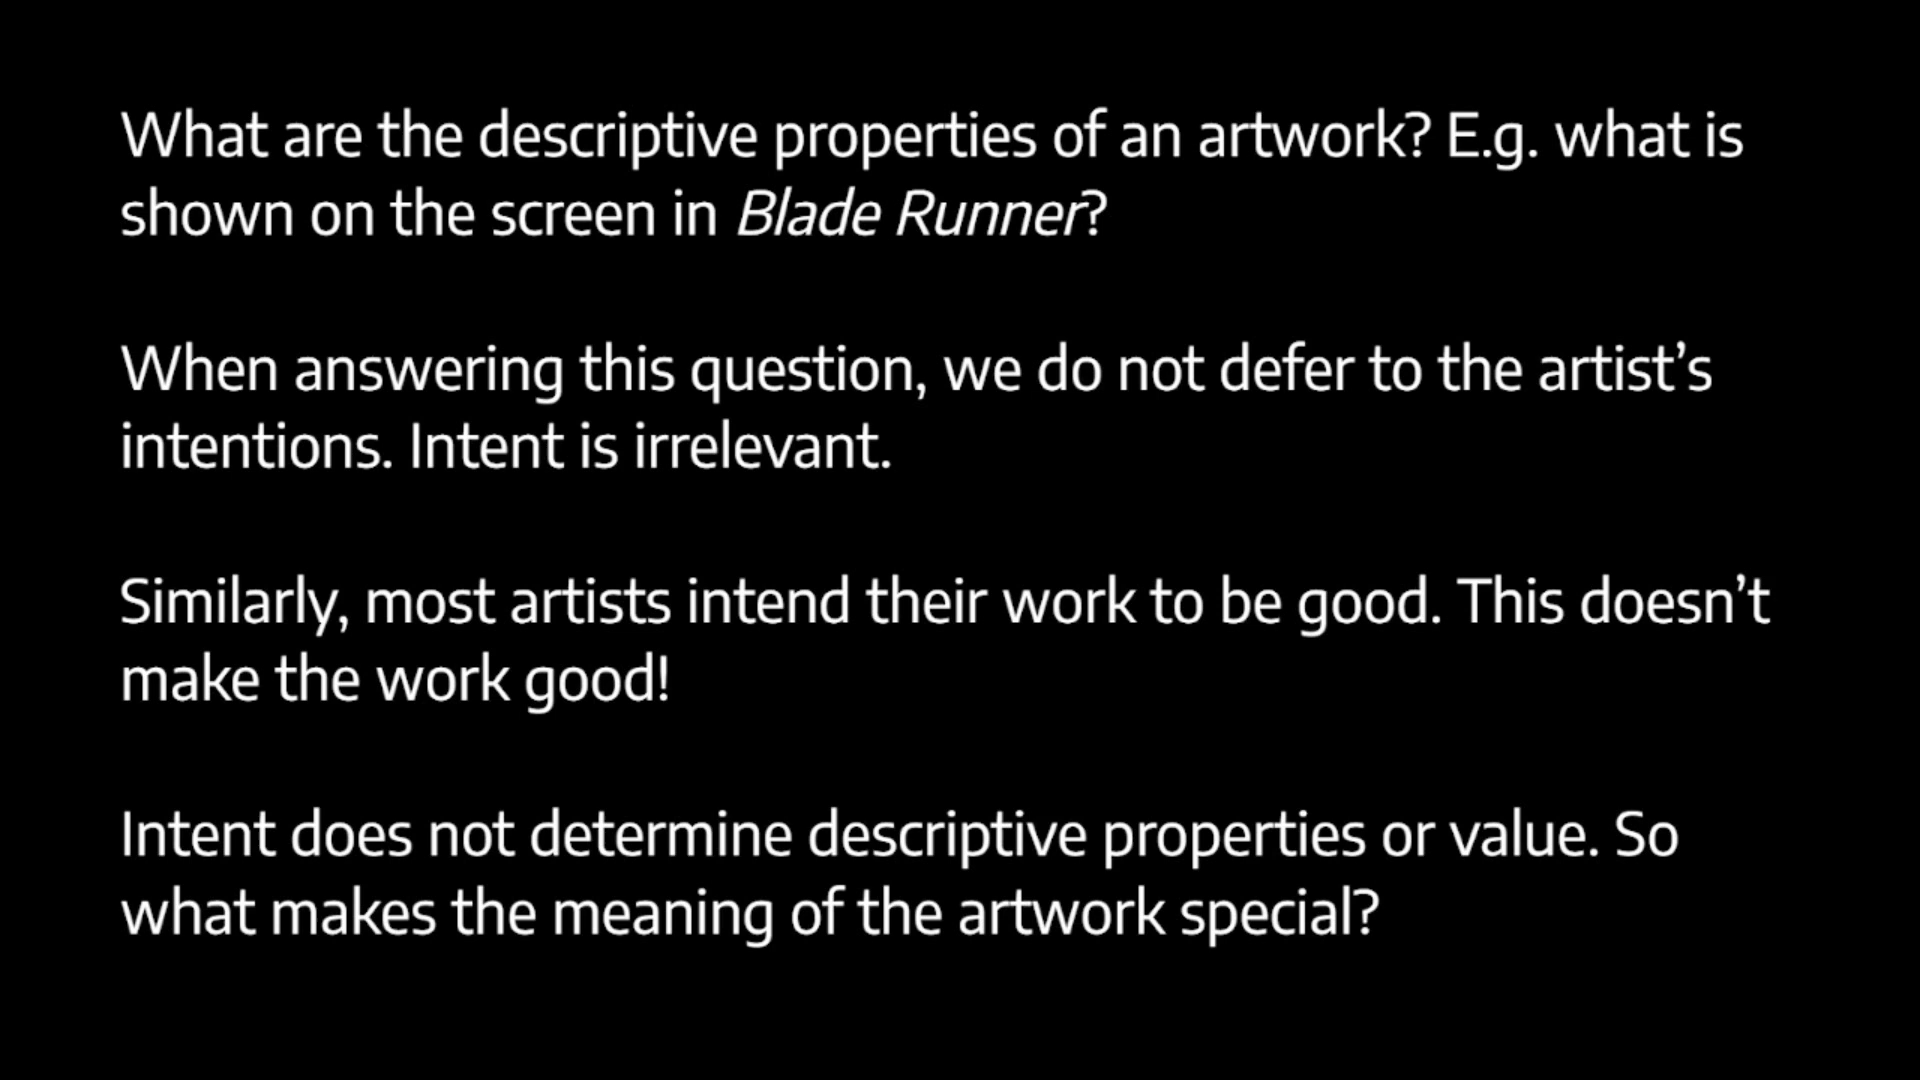 What are the descriptive properties of an artwork? E.g. what is
shown on the screen in Blade Runner?
When answering this question, we do not defer to the artist’s
intentions. Intent is irrelevant.
Similarly, most artists intend their work to be good. This doesn’t
make the work good!
Intent does not determine descriptive properties or value. So
what makes the meaning of the artwork special?